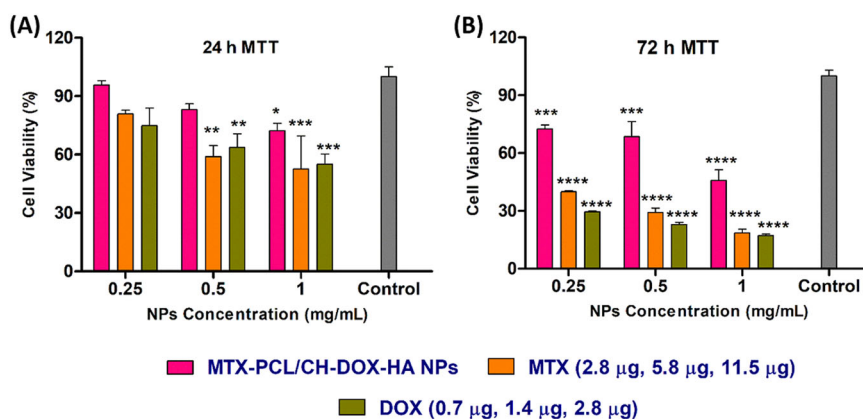 (A)
24 h MTT
Cell Viability (%)
120
90
60
30
0
** ** * *** ***
0.25 0.5 1 Control
NPs Concentration (mg/mL)
(B)
72 h MTT
Cell Viability (%)
120
90
60
30
0
*** **** **** *** **** **** **** **** ****
0.25 0.5 1 Control
NPs Concentration (mg/mL)
MTX-PCL/CH-DOX-HA NPs MTX (2.8 μg, 5.8 μg, 11.5 μg)
DOX (0.7 μg, 1.4 μg, 2.8 μg)